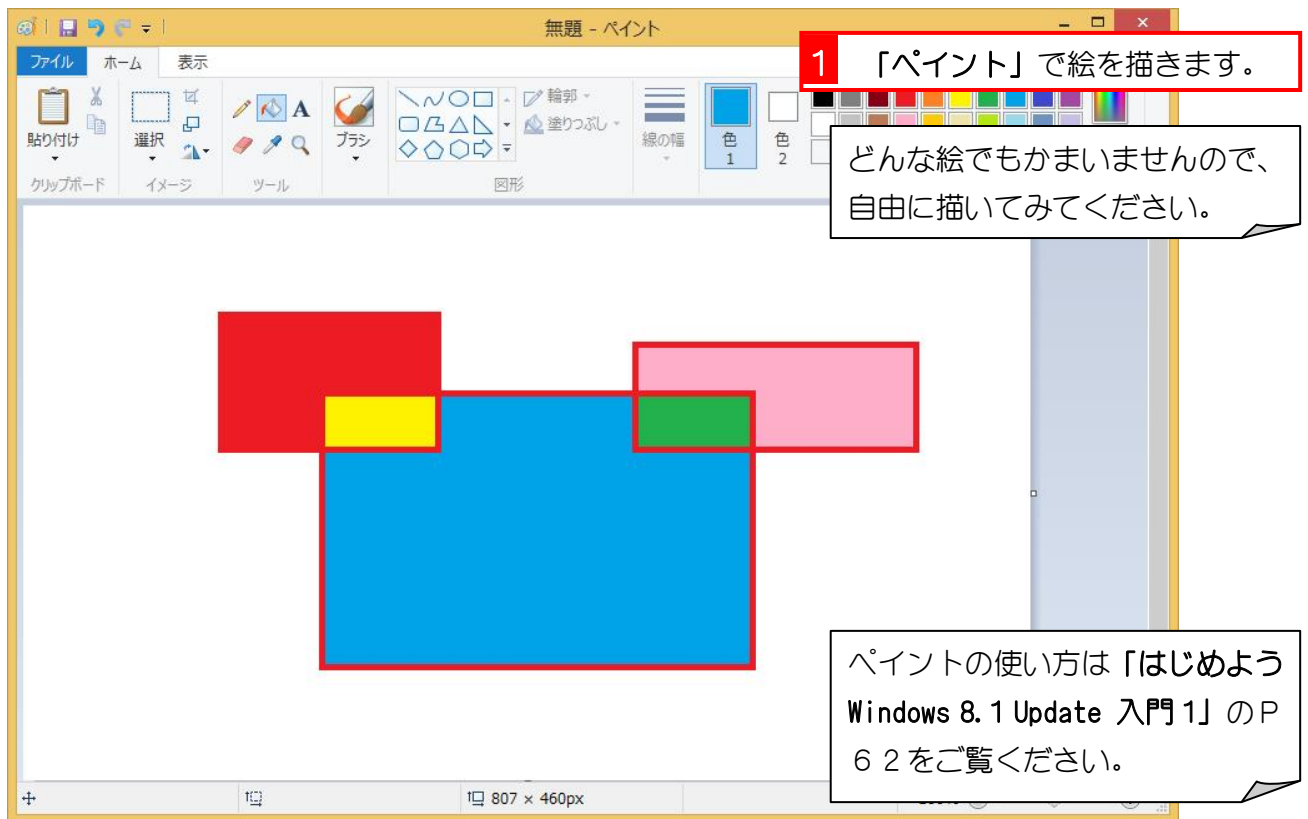 無題 - ペイント
ファイル ホーム 表示
1 「ペイント」で絵を描きます。
貼り付け
選択
A
ブラシ
輪郭
塗りつぶし
線の幅
色
1
色
2
クリップボード イメージ ツール 図形
どんな絵でもかまいませんので、
自由に描いてみてください。
ペイントの使い方は「はじめよう
Windows 8.1 Update 入門1」のP
62をご覧ください。
807 × 460px